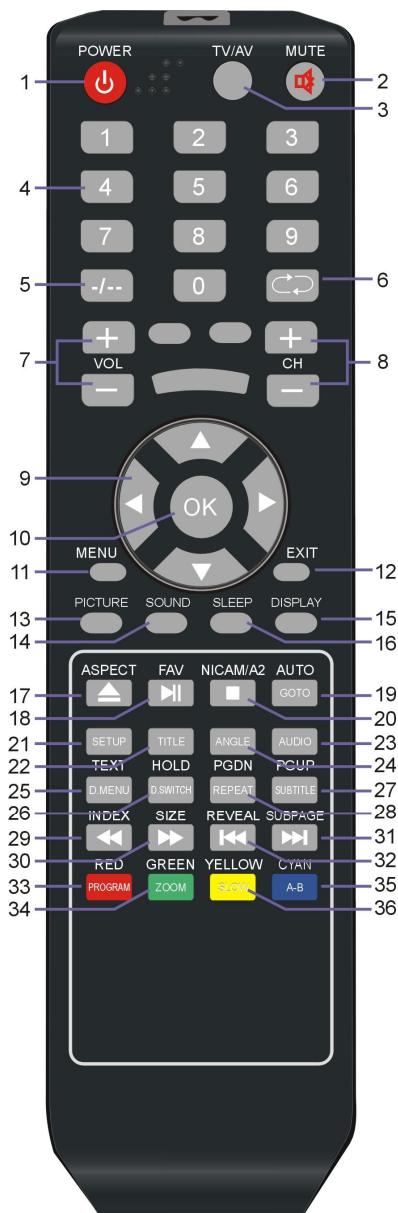 POWER TV/AV MUTE
1 2
3
1 2 3
4 4 5 6
7 8 9
5 -/-- 0 6
+ +
7 VOL CH 8
− −
9
10 OK
MENU EXIT
11 12
PICTURE SOUND SLEEP DISPLAY
13 15
14 16
ASPECT FAV NICAM/A2 AUTO
17 GOTO 19
18 20
21 SETUP TITLE ANGLE AUDIO 23
22 24
TEXT HOLD PGDN PGUP
25 D.MENU D.SWITCH REPEAT SUBTITLE 27
26 28
INDEX SIZE REVEAL SUBPAGE
29 31
30 32
RED GREEN YELLOW CYAN
33 PROGRAM ZOOM SLOW A-B 35
34 36